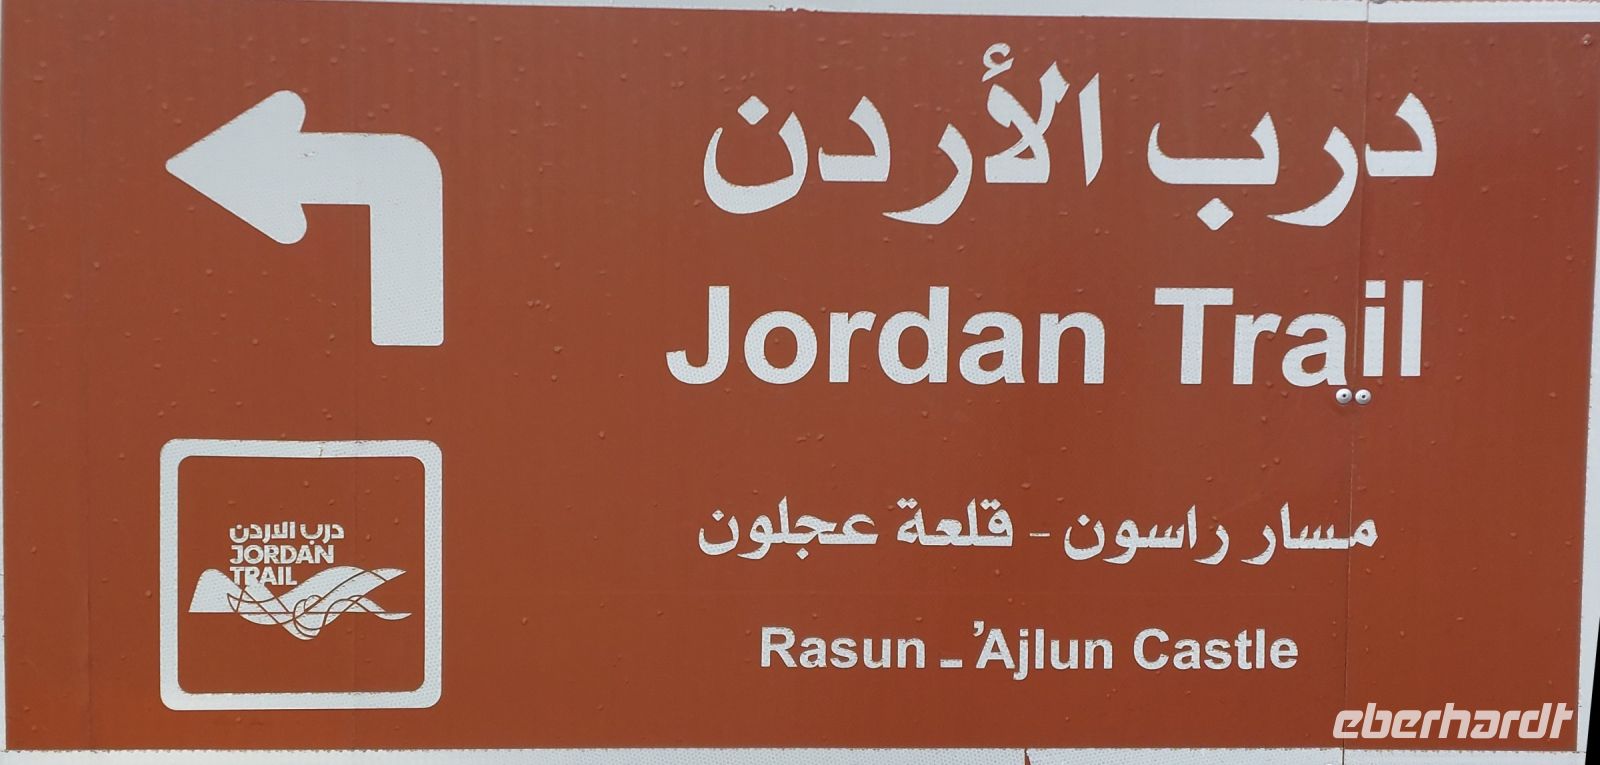 درب الأردن
Jordan Trail
درب الاردن
JORDAN
TRAIL
مسار راسون - قلعة عجلون
Rasun - ’Ajlun Castle
eberhardt